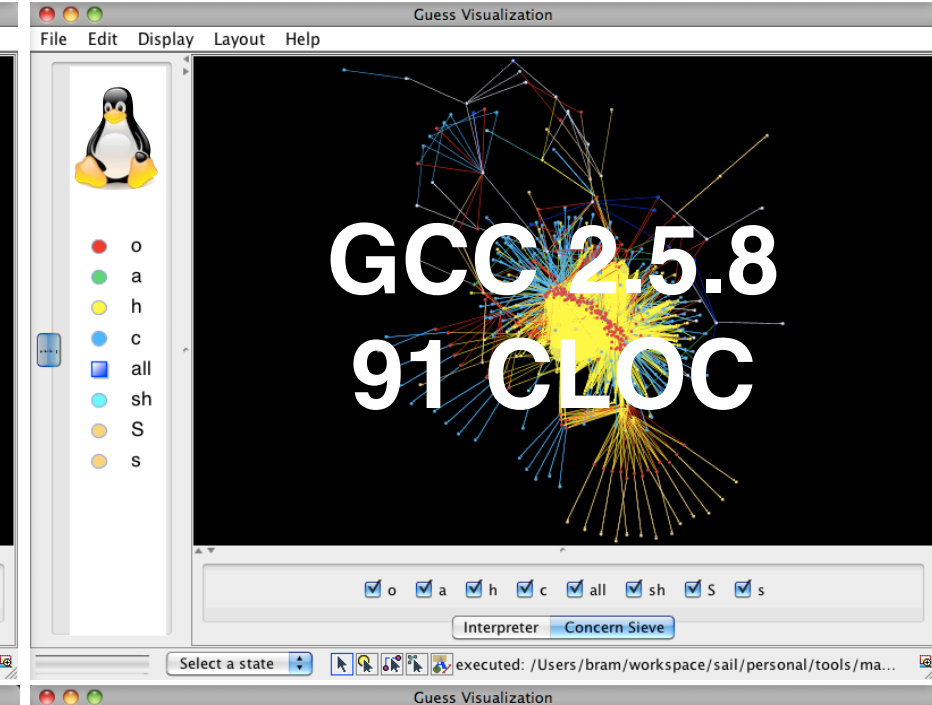 Guess Visualization
File Edit Display Layout Help
GCC 2.5.8
91 CLOC
o
a
h
c
all
sh
S
s
o a h c all sh S s
Interpreter Concern Sieve
Select a state executed: /Users/bram/workspace/sail/personal/tools/ma...
Guess Visualization